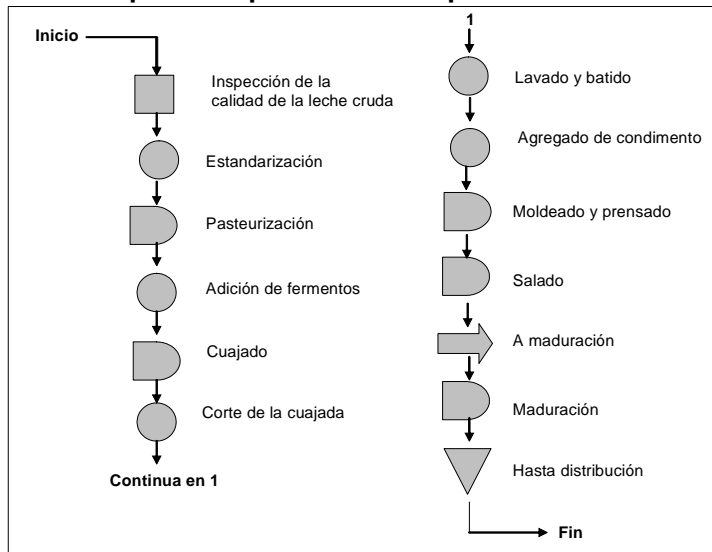 Inicio
Inspección de la
calidad de la leche cruda
Estandarización
Pasteurización
Adición de fermentos
Cuajado
Corte de la cuajada
Continua en 1
1
Lavado y batido
Agregado de condimento
Moldeado y prensado
Salado
A maduración
Maduración
Hasta distribución
Fin